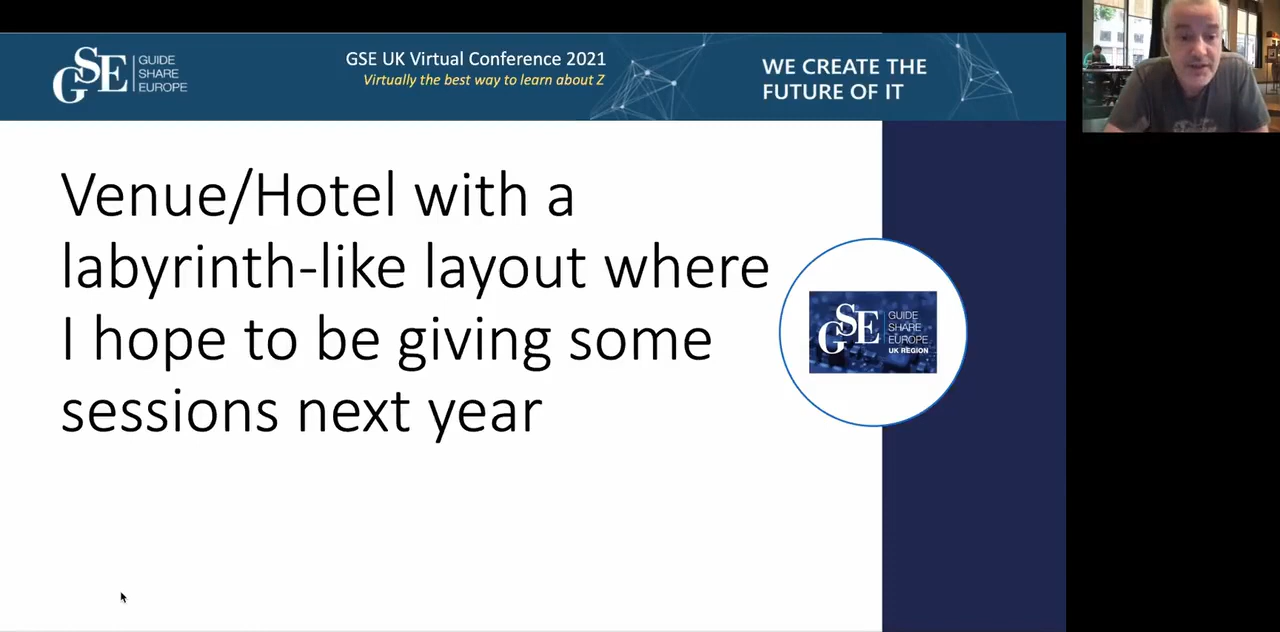 GSE
GUIDE
SHARE
EUROPE
GSE UK Virtual Conference 2021
Virtually the best way to learn about Z
WE CREATE THE
FUTURE OF IT
Venue/Hotel with a
labyrinth-like layout where
I hope to be giving some
sessions next year
GSE
GUIDE
SHARE
EUROPE
UK REGION